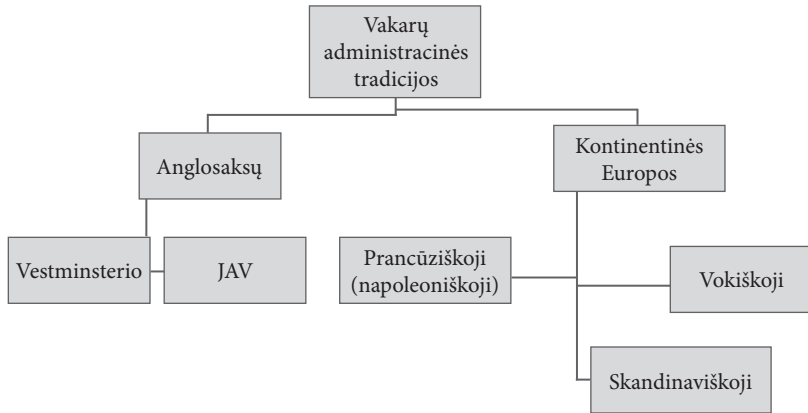 Vakarų
administracinės
tradicijos
Anglosaksų
Kontinentinės
Europos
Vestminsterio
JAV
Prancūziškoji
(napoleoniškoji)
Vokiškoji
Skandinaviškoji